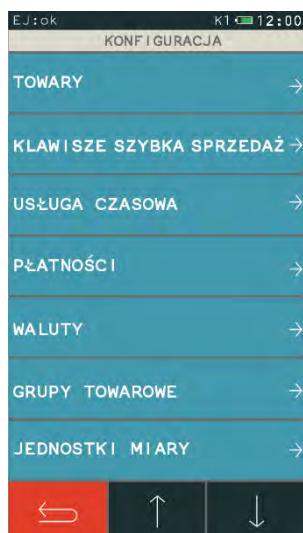 EJ:ok K1 12:00
KONFIGURACJA
TOWARY
KLAWISZE SZYBKA SPRZEDAŻ
USŁUGA CZASOWA
PŁATNOŚCI
WALUTY
GRUPY TOWAROWE
JEDNOSTKI MIARY